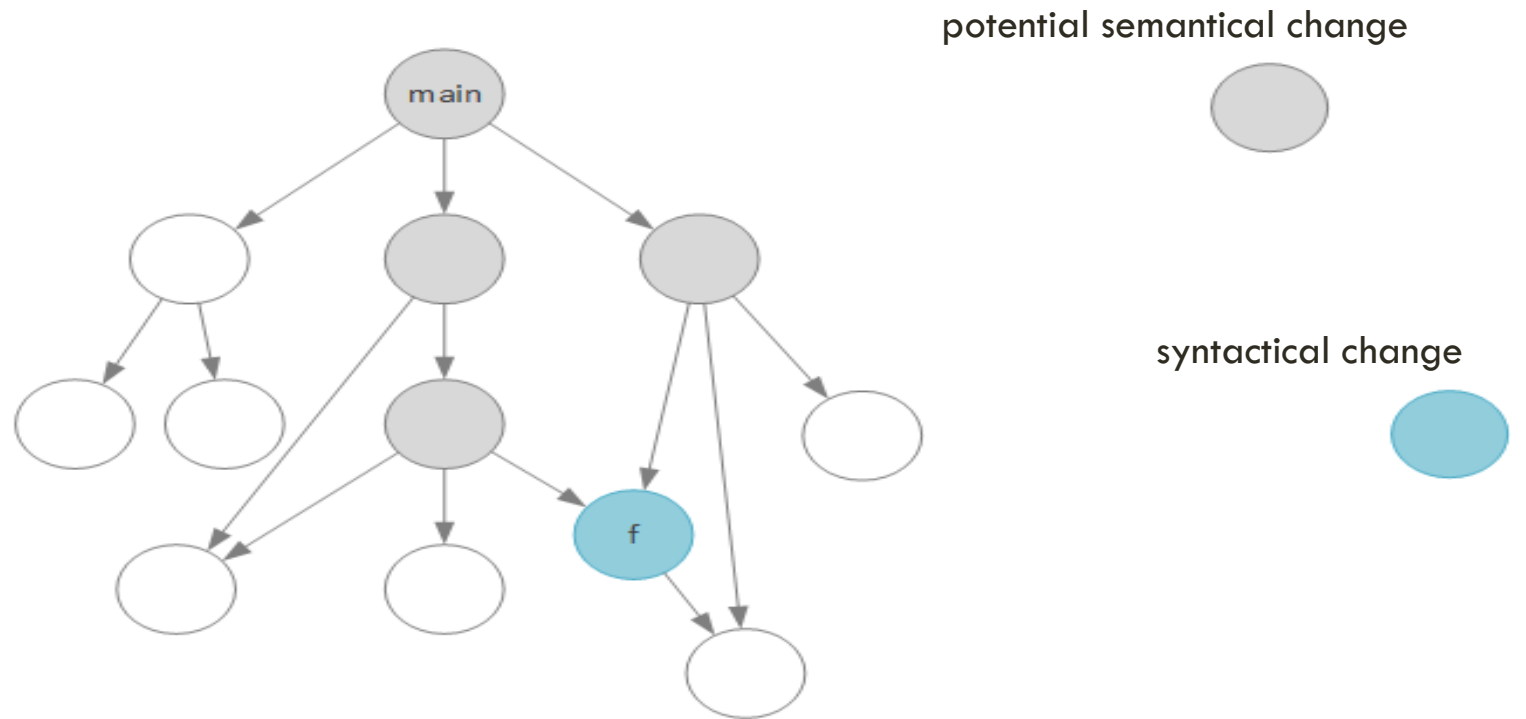 potential semantical change
main
syntactical change
f